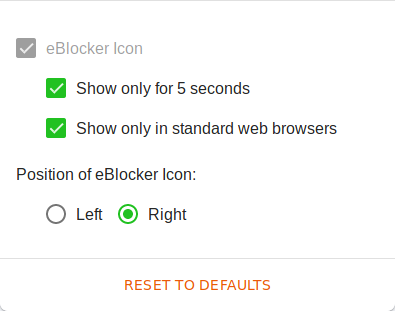 eBlocker Icon
Show only for 5 seconds
Show only in standard web browsers
Position of eBlocker Icon:
Left Right
RESET TO DEFAULTS